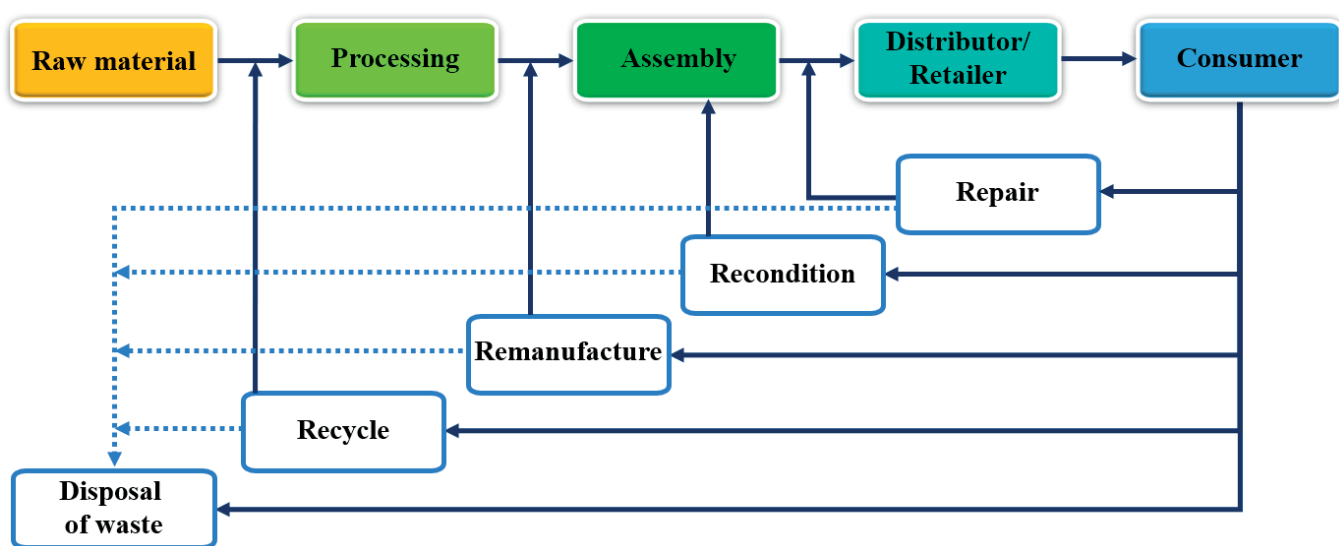 Raw material
Processing
Assembly
Distributor/
Retailer
Consumer
Repair
Recondition
Remanufacture
Recycle
Disposal
of waste